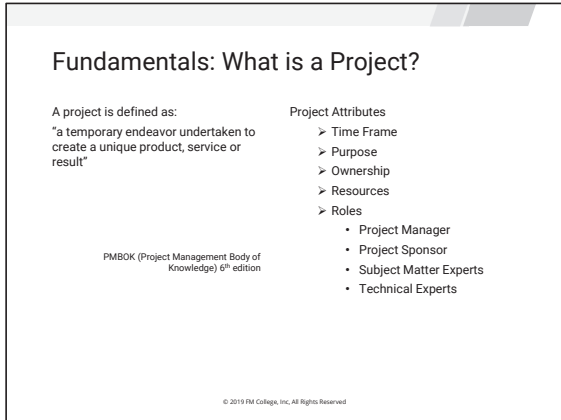 Fundamentals: What is a Project?
A project is defined as:
“a temporary endeavor undertaken to
create a unique product, service or
result”
PMBOK (Project Management Body of
Knowledge) 6th edition
Project Attributes
➢ Time Frame
➢ Purpose
➢ Ownership
➢ Resources
➢ Roles
• Project Manager
• Project Sponsor
• Subject Matter Experts
• Technical Experts
© 2019 FM College, Inc, All Rights Reserved